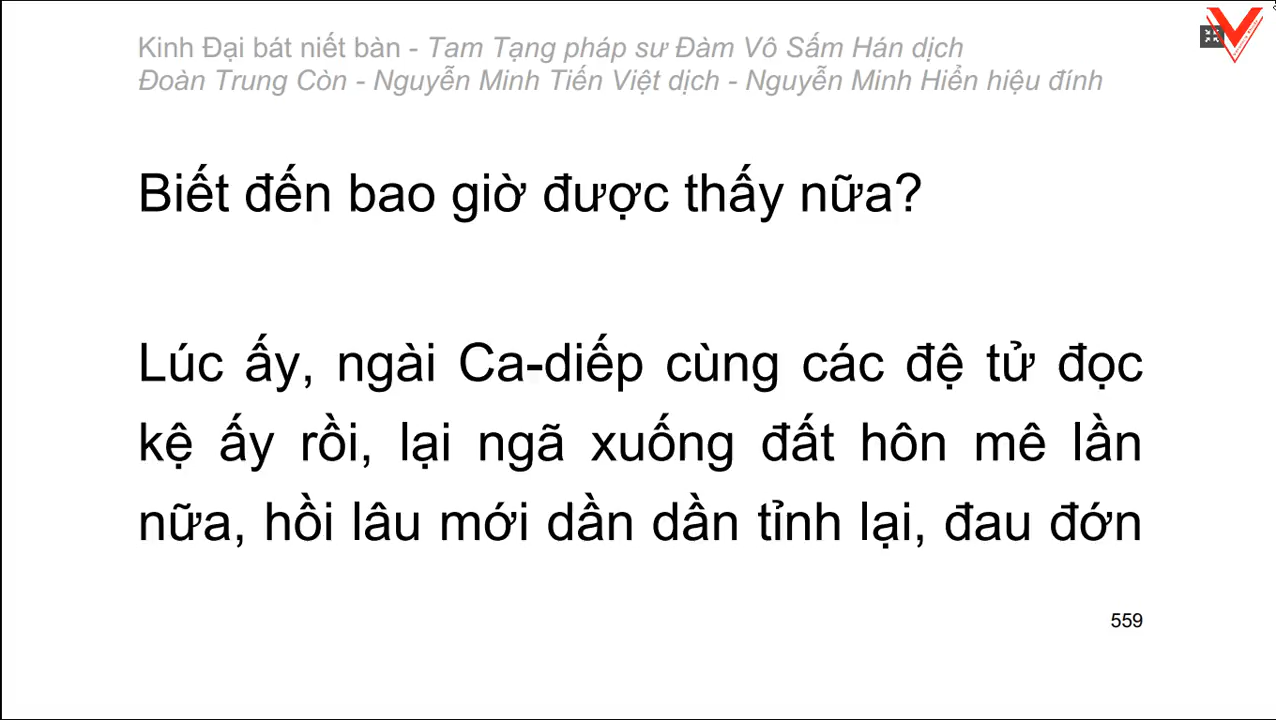 Kinh Đại bát niết bàn - Tam Tạng pháp sư Đàm Vô Sấm Hán dịch
Đoàn Trung Còn - Nguyễn Minh Tiến Việt dịch - Nguyễn Minh Hiển hiệu đính
Biết đến bao giờ được thấy nữa?
Lúc ấy, ngài Ca-diếp cùng các đệ tử đọc
kệ ấy rồi, lại ngã xuống đất hôn mê lần
nữa, hồi lâu mới dần dần tỉnh lại, đau đớn
559